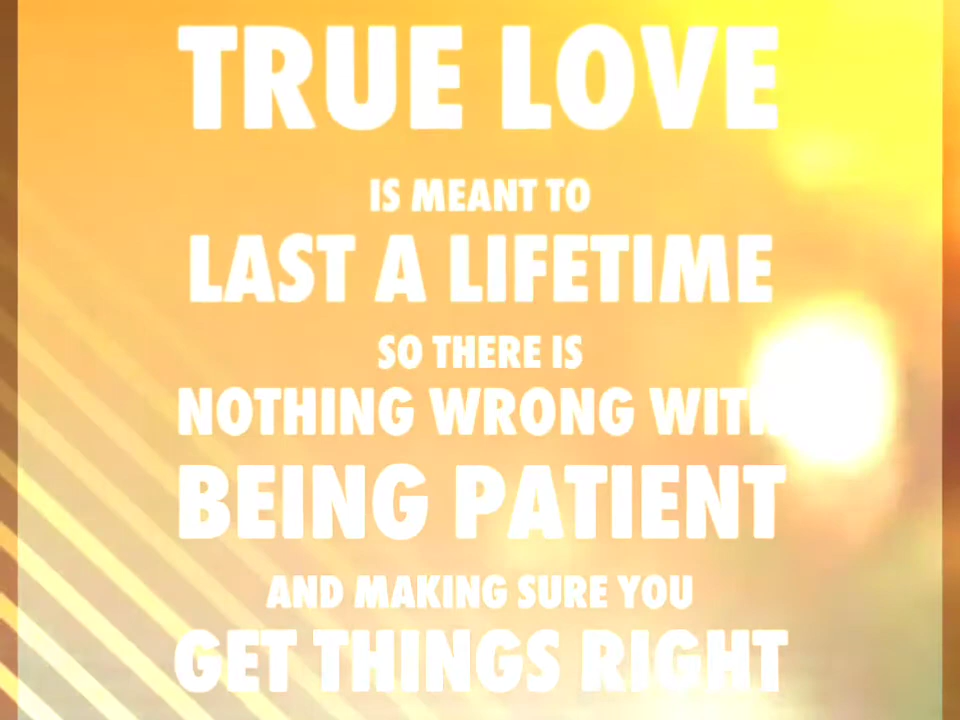 TRUE LOVE
IS MEANT TO
LAST A LIFETIME
SO THERE IS
NOTHING WRONG WITH
BEING PATIENT
AND MAKING SURE YOU
GET THINGS RIGHT